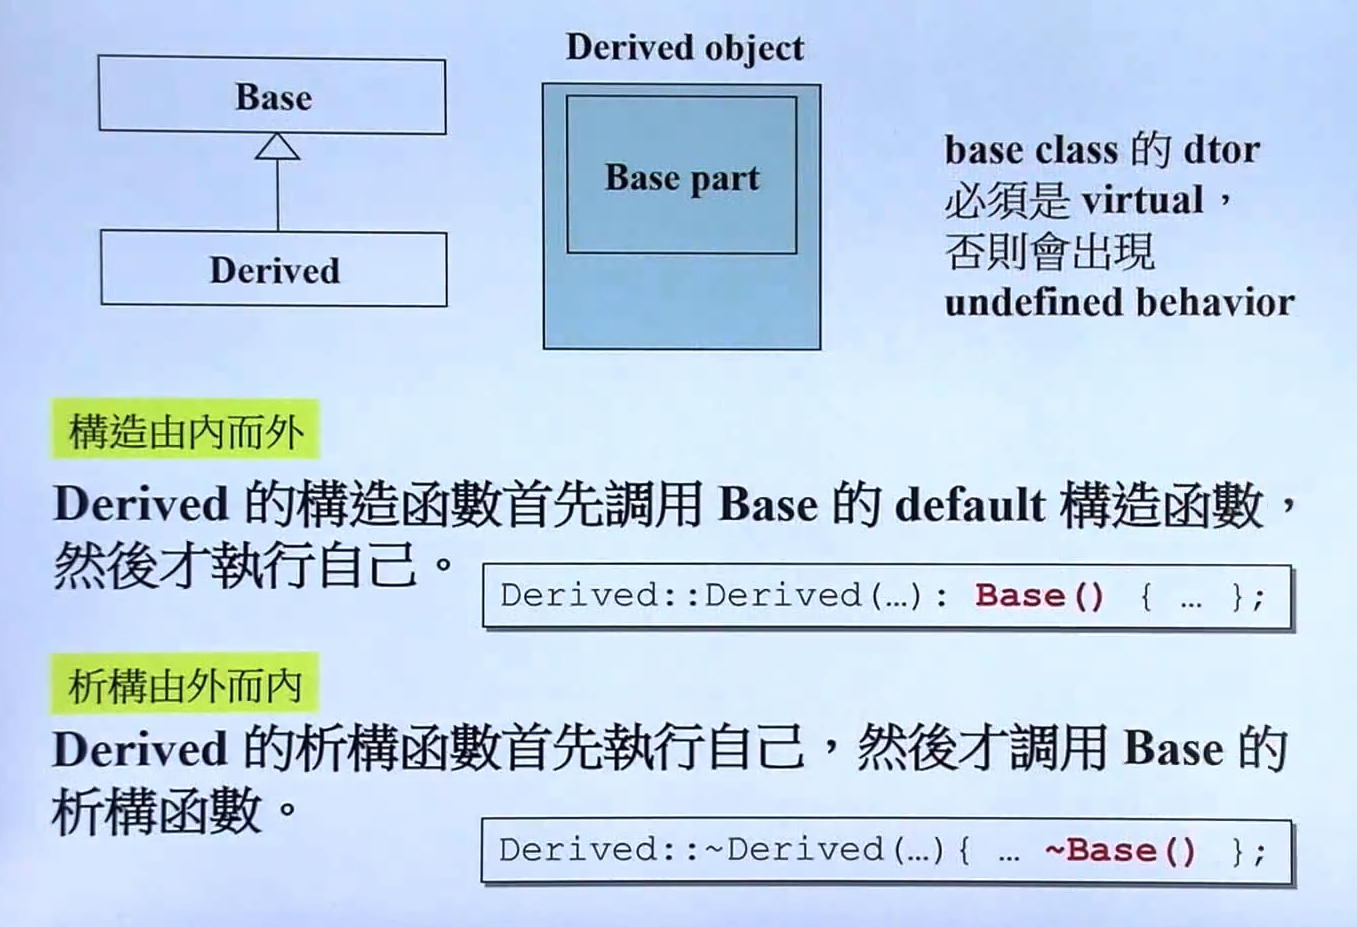 Derived object
Base
Base part
Derived
base class 的 dtor
必須是 virtual，
否則會出現
undefined behavior
構造由內而外
Derived 的構造函數首先調用 Base 的 default 構造函數，
然後才執行自己。
Derived::Derived(…): Base() { … };
析構由外而內
Derived 的析構函數首先執行自己，然後才調用 Base 的
析構函數。
Derived::~Derived(…){ … ~Base() };